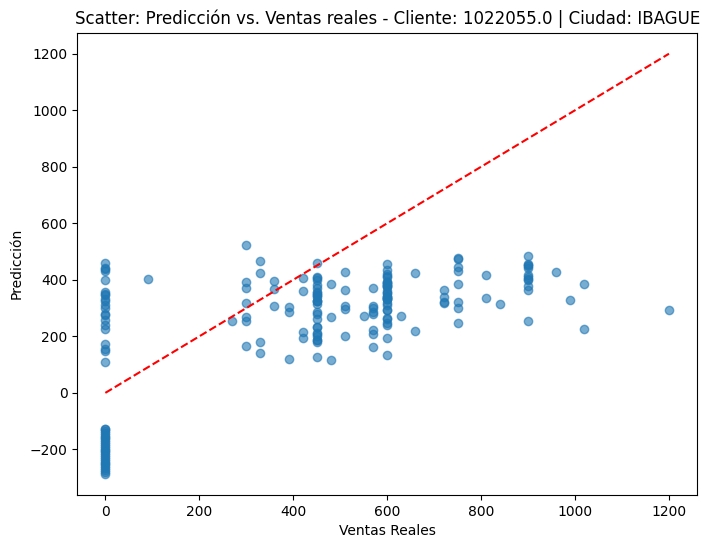 Scatter: Predicción vs. Ventas reales - Cliente: 1022055.0 | Ciudad: IBAGUE
1200
1000
800
600
400
200
0
−200
Predicción
0 200 400 600 800 1000 1200
Ventas Reales